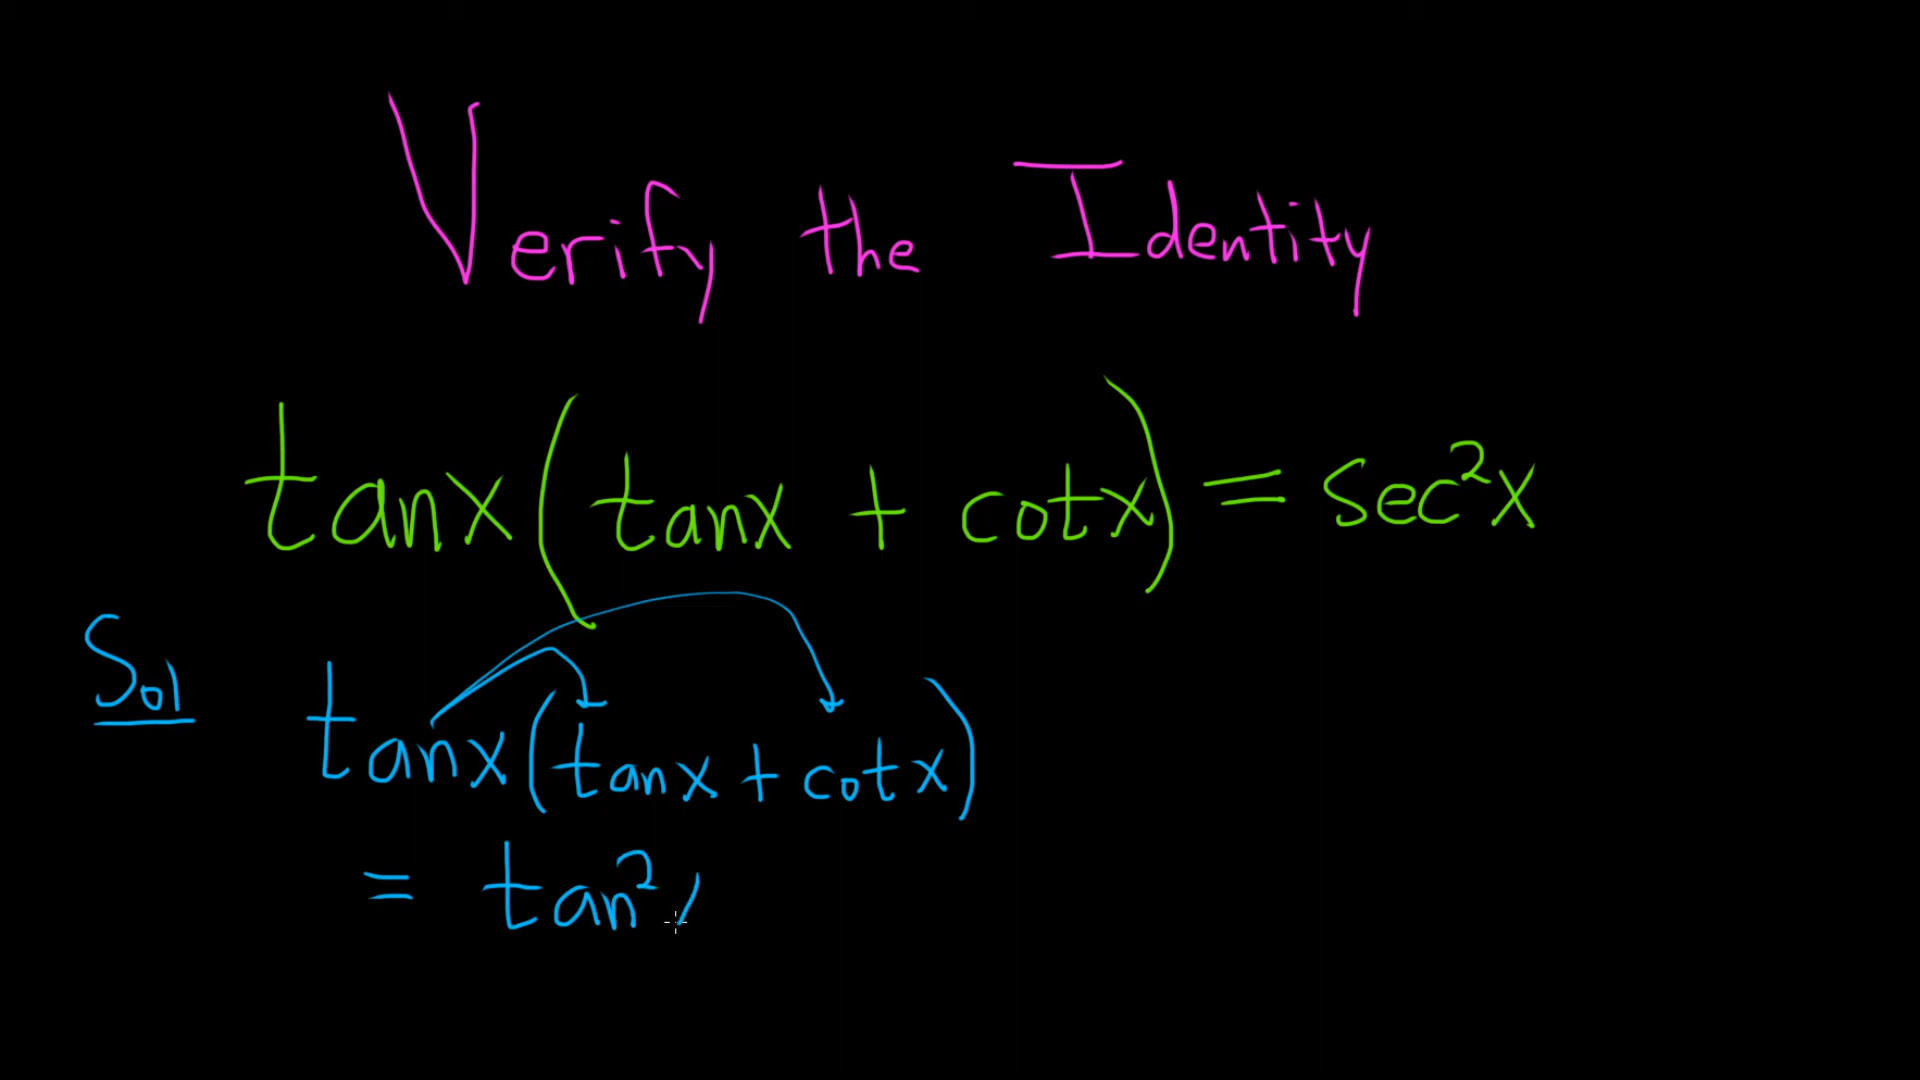 Verify the Identity
tanx(tanx + cotx) = sec²x
Sol
tanx(tanx + cotx)
= tan²